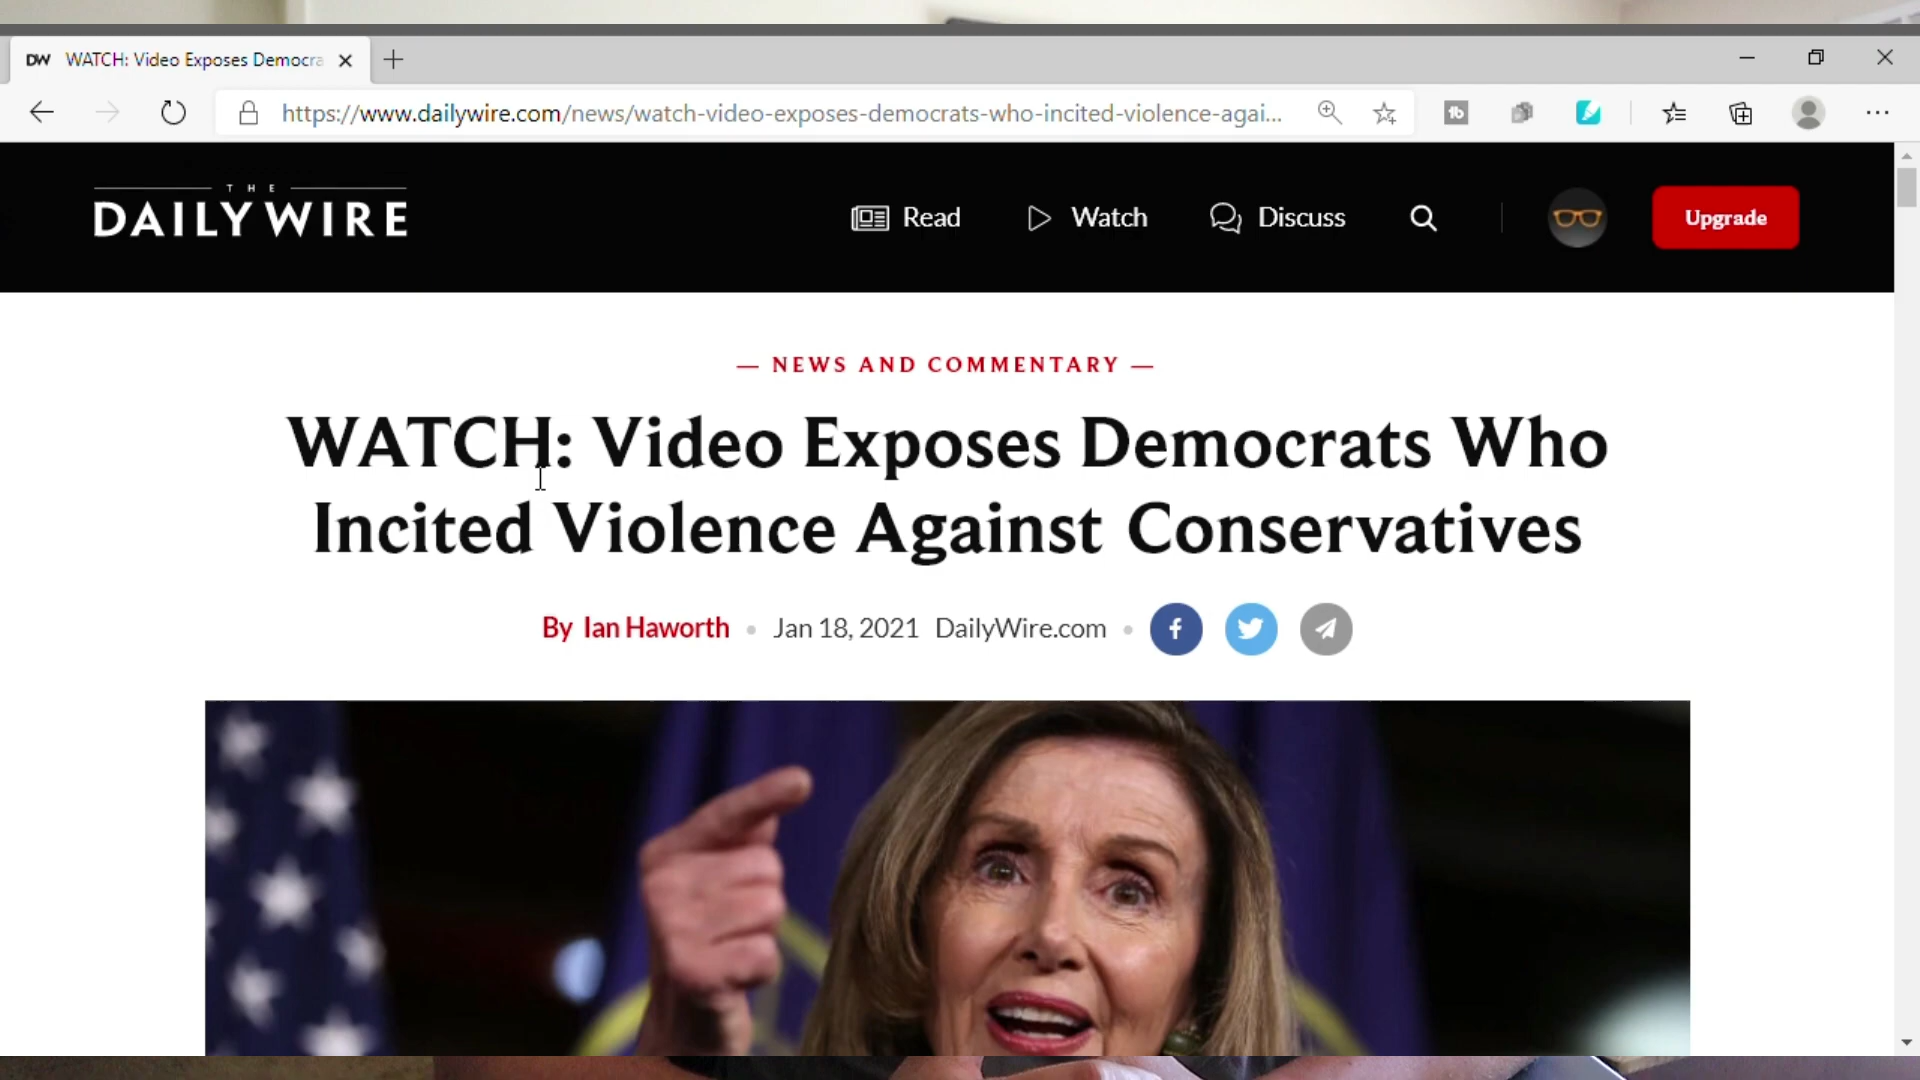 DW WATCH: Video Exposes Democra
https://www.dailywire.com/news/watch-video-exposes-democrats-who-incited-violence-agai...
THE
DAILY WIRE
Read Watch Discuss Upgrade
— NEWS AND COMMENTARY —
WATCH: Video Exposes Democrats Who
Incited Violence Against Conservatives
By Ian Haworth • Jan 18, 2021 DailyWire.com •